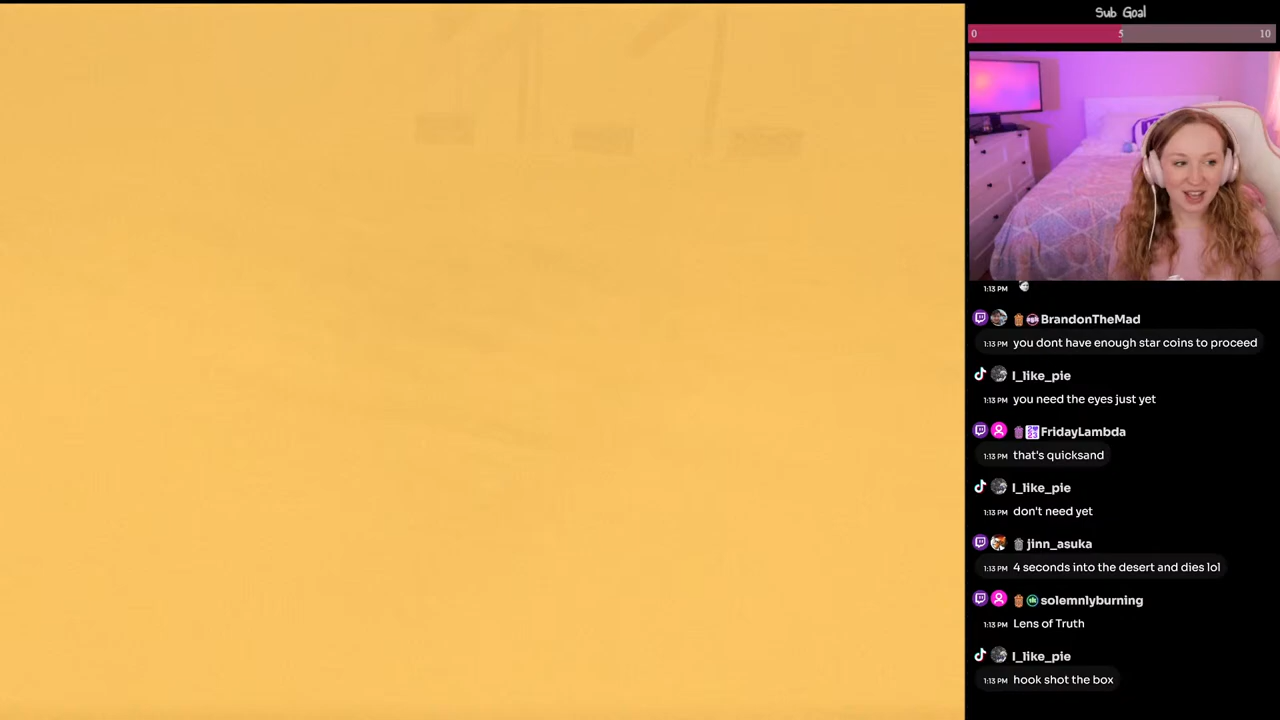 Sub Goal
0 5 10
1:13 PM
BrandonTheMad
1:13 PM you dont have enough star coins to proceed
I_like_pie
1:13 PM you need the eyes just yet
FridayLambda
1:13 PM that's quicksand
I_like_pie
1:13 PM don't need yet
jinn_asuka
1:13 PM 4 seconds into the desert and dies lol
solemnlyburning
1:13 PM Lens of Truth
I_like_pie
1:13 PM hook shot the box